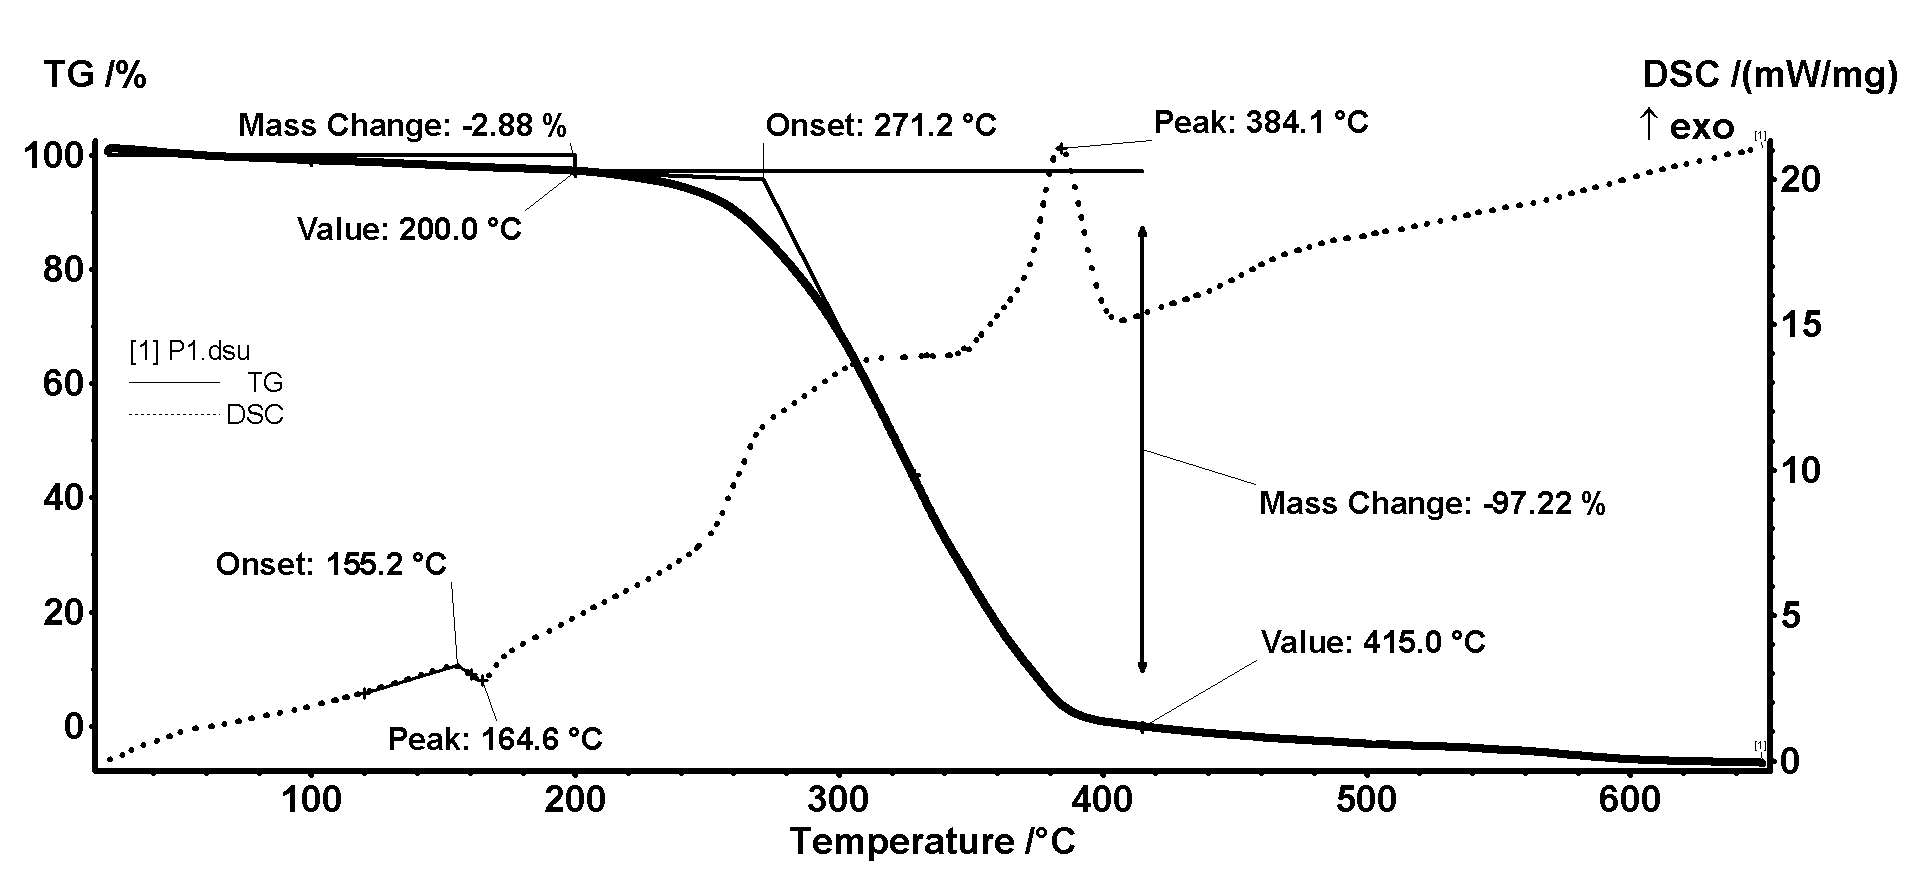 TG /%
DSC /(mW/mg)
↑ exo
[1]
Mass Change: -2.88 %
Onset: 271.2 °C
Peak: 384.1 °C
100
80
60
40
20
0
20
15
10
5
0
Value: 200.0 °C
[1] P1.dsu
TG
DSC
Mass Change: -97.22 %
Onset: 155.2 °C
Value: 415.0 °C
Peak: 164.6 °C
[1]
100 200 300 400 500 600
Temperature /°C